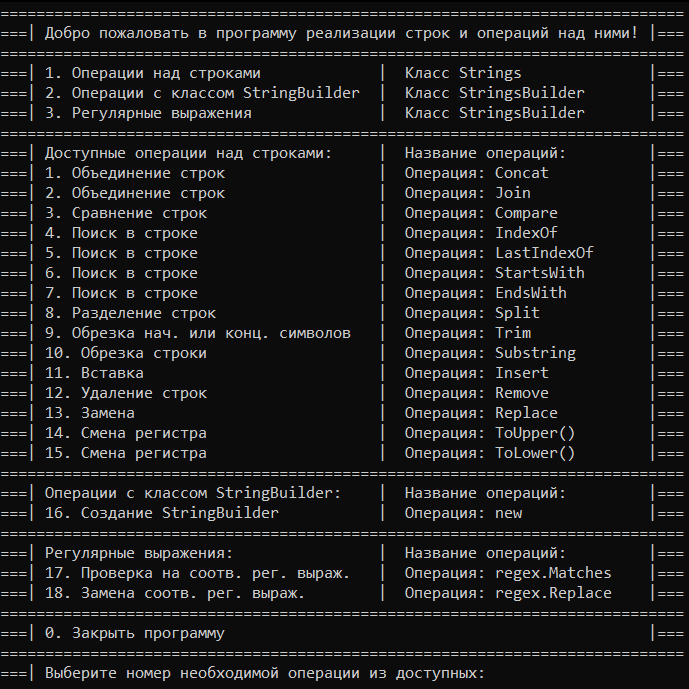 ============================================================================
===| Добро пожаловать в программу реализации строк и операций над ними! |===
============================================================================
===| 1. Операции над строками             |  Класс Strings              |===
===| 2. Операции с классом StringBuilder  |  Класс StringsBuilder       |===
===| 3. Регулярные выражения              |  Класс StringsBuilder       |===
============================================================================
===| Доступные операции над строками:     |  Название операций:         |===
===| 1. Объединение строк                 |  Операция: Concat           |===
===| 2. Объединение строк                 |  Операция: Join             |===
===| 3. Сравнение строк                   |  Операция: Compare          |===
===| 4. Поиск в строке                    |  Операция: IndexOf          |===
===| 5. Поиск в строке                    |  Операция: LastIndexOf      |===
===| 6. Поиск в строке                    |  Операция: StartsWith       |===
===| 7. Поиск в строке                    |  Операция: EndsWith         |===
===| 8. Разделение строк                  |  Операция: Split            |===
===| 9. Обрезка нач. или конц. символов   |  Операция: Trim             |===
===| 10. Обрезка строки                   |  Операция: Substring        |===
===| 11. Вставка                          |  Операция: Insert           |===
===| 12. Удаление строк                   |  Операция: Remove           |===
===| 13. Замена                           |  Операция: Replace          |===
===| 14. Смена регистра                   |  Операция: ToUpper()        |===
===| 15. Смена регистра                   |  Операция: ToLower()        |===
============================================================================
===| Операции с классом StringBuilder:    |  Название операций:         |===
===| 16. Создание StringBuilder           |  Операция: new              |===
============================================================================
===| Регулярные выражения:                |  Название операций:         |===
===| 17. Проверка на соотв. рег. выраж.   |  Операция: regex.Matches    |===
===| 18. Замена соотв. рег. выраж.        |  Операция: regex.Replace    |===
============================================================================
===| 0. Закрыть программу                                               |===
============================================================================
===| Выберите номер необходимой операции из доступных: